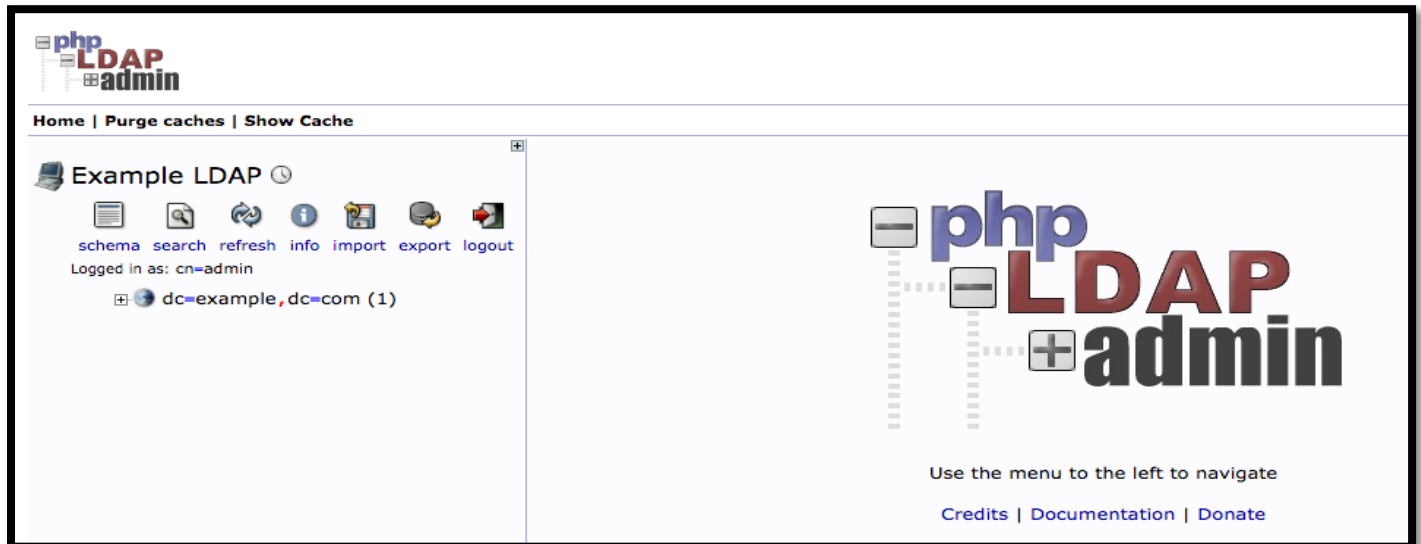 php
LDAP
admin
Home | Purge caches | Show Cache
Example LDAP
schema search refresh info import export logout
Logged in as: cn=admin
dc=example,dc=com (1)
php
LDAP
admin
Use the menu to the left to navigate
Credits | Documentation | Donate